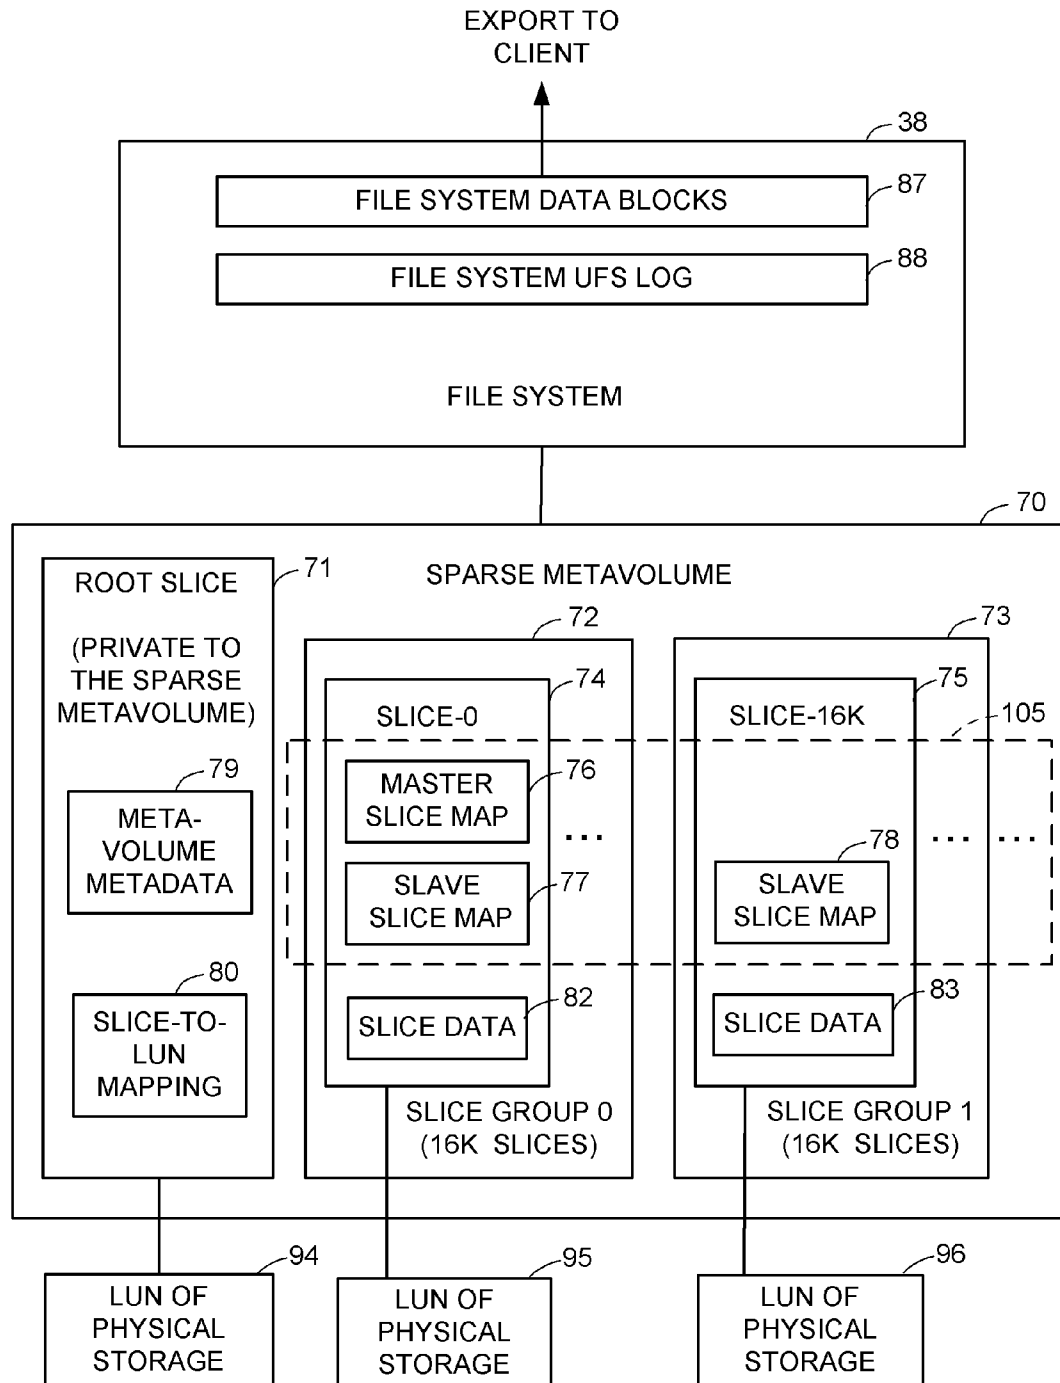 EXPORT TO
CLIENT
38
FILE SYSTEM DATA BLOCKS
87
FILE SYSTEM UFS LOG
88
FILE SYSTEM
70
ROOT SLICE
(PRIVATE TO
THE SPARSE
METAVOLUME)
71
SPARSE METAVOLUME
72
73
74
75
SLICE-0
SLICE-16K
105
79
META-
VOLUME
METADATA
MASTER
SLICE MAP
76
...
SLAVE
SLICE MAP
77
78
SLAVE
SLICE MAP
... ...
80
SLICE-TO-
LUN
MAPPING
82
SLICE DATA
83
SLICE DATA
SLICE GROUP 0
(16K SLICES)
SLICE GROUP 1
(16K SLICES)
94
LUN OF
PHYSICAL
STORAGE
95
LUN OF
PHYSICAL
STORAGE
96
LUN OF
PHYSICAL
STORAGE